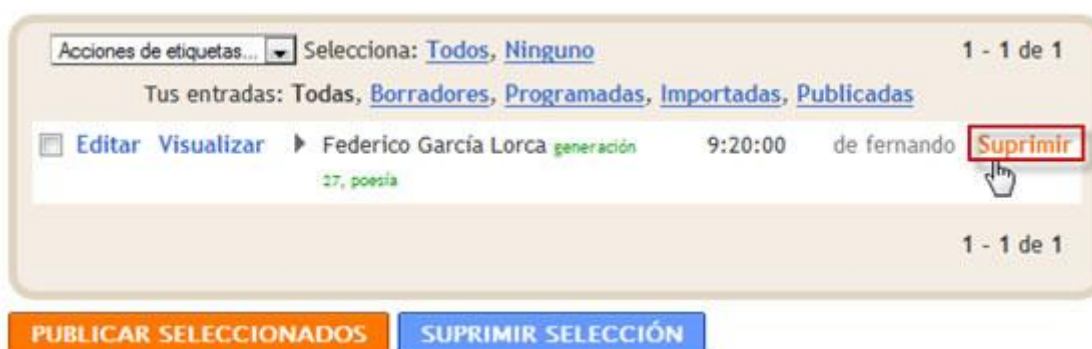 Acciones de etiquetas... Selecciona: Todos, Ninguno 1 - 1 de 1
Tus entradas: Todas, Borradores, Programadas, Importadas, Publicadas
Editar Visualizar Federico García Lorca generación 9:20:00 de fernando Suprimir
27, poesía
1 - 1 de 1
PUBLICAR SELECCIONADOS SUPRIMIR SELECCIÓN